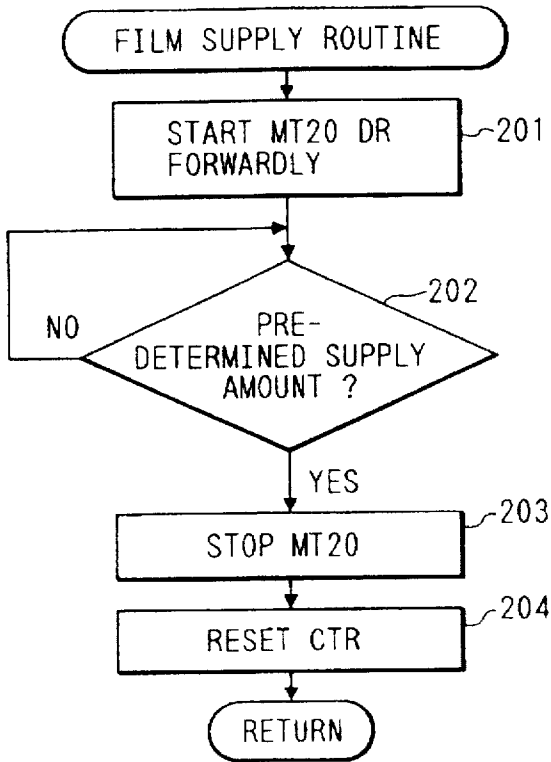 FILM SUPPLY ROUTINE
START MT20 DR
FORWARDLY
201
202
NO
PRE-
DETERMINED SUPPLY
AMOUNT ?
YES
203
STOP MT20
204
RESET CTR
RETURN